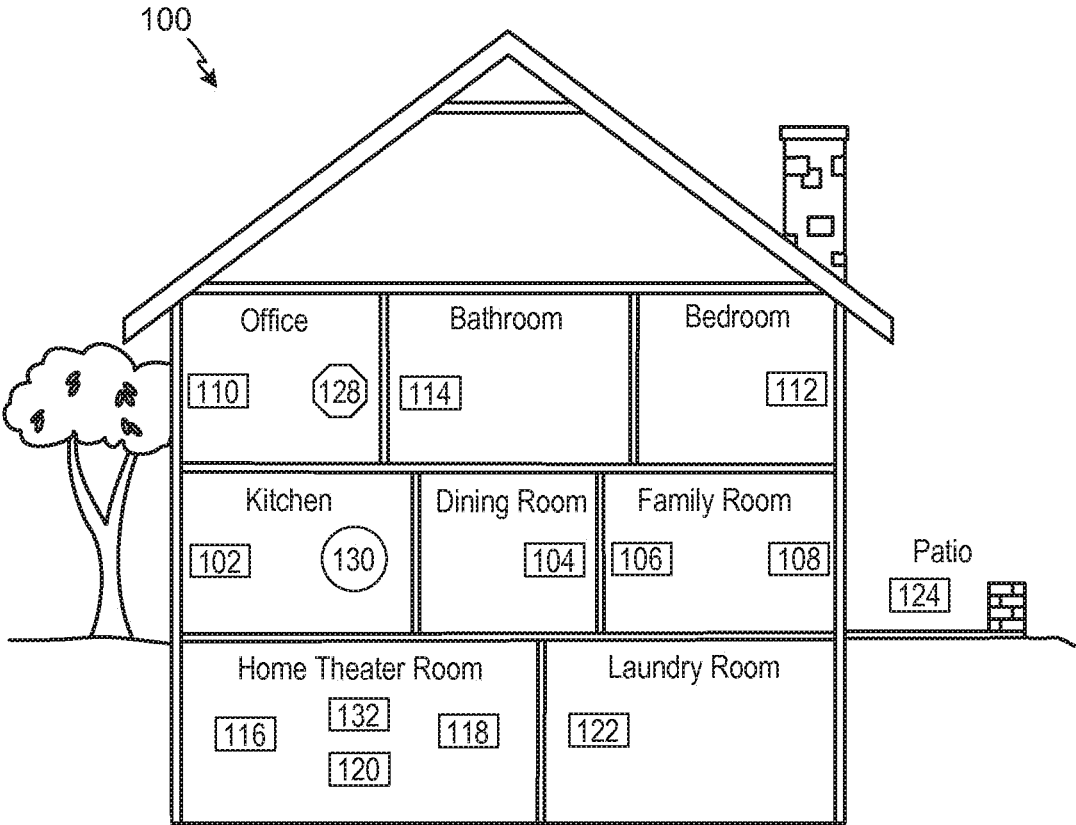 100
Office
Bathroom
Bedroom
110
128
114
112
Kitchen
Dining Room
Family Room
102
130
104
106
108
Patio
124
Home Theater Room
Laundry Room
116
132
118
122
120